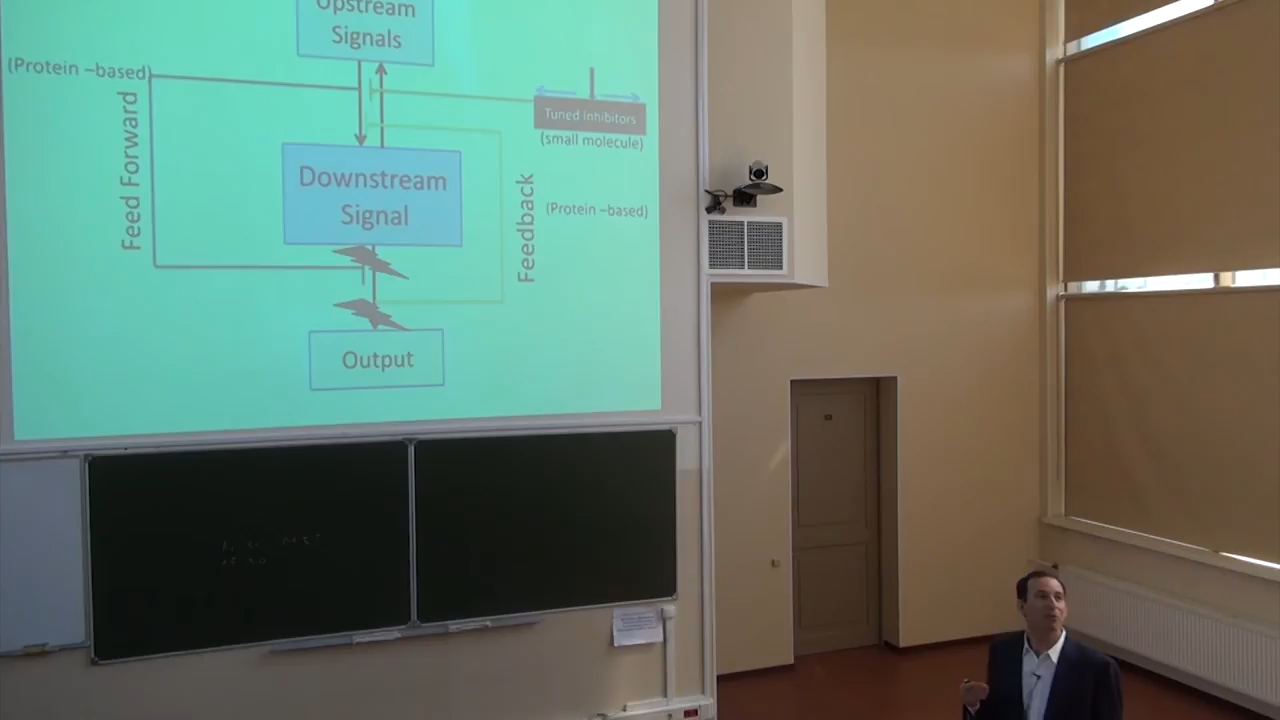 Upstream
Signals
(Protein –based)
Tuned Inhibitors
(small molecule)
Feed Forward
Downstream
Signal
Feedback
(Protein –based)
Output